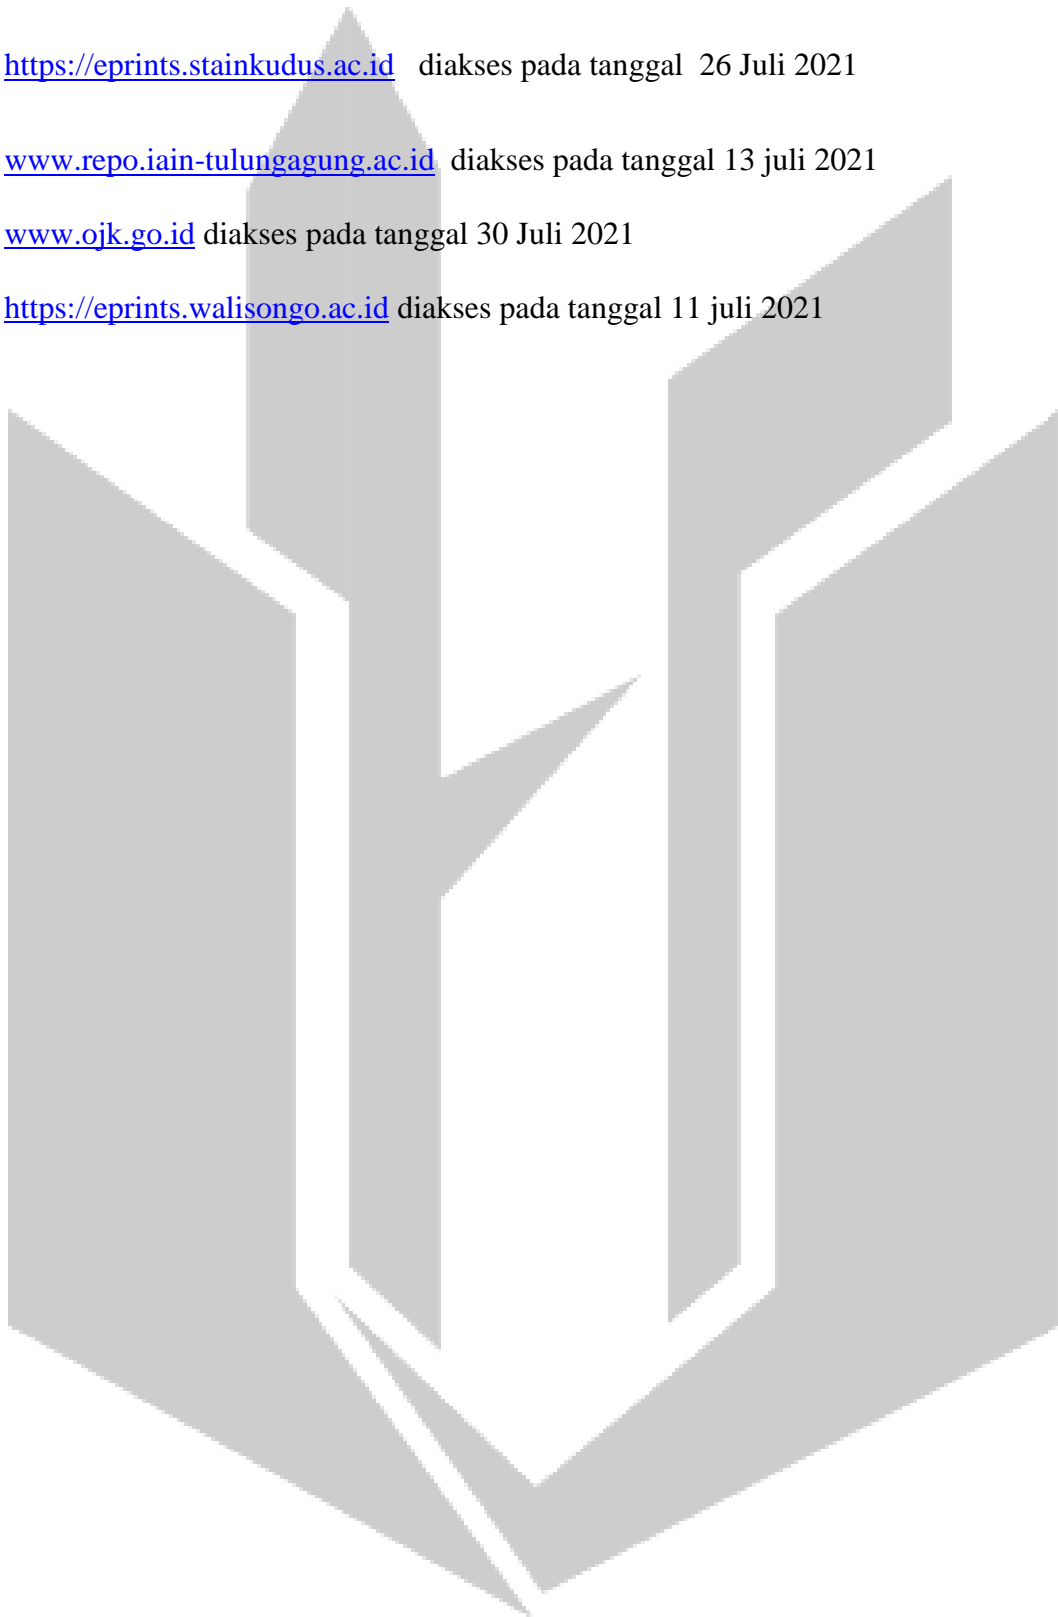 https://eprints.stainkudus.ac.id diakses pada tanggal 26 Juli 2021
www.repo.iain-tulungagung.ac.id diakses pada tanggal 13 juli 2021
www.ojk.go.id diakses pada tanggal 30 Juli 2021
https://eprints.walisongo.ac.id diakses pada tanggal 11 juli 2021